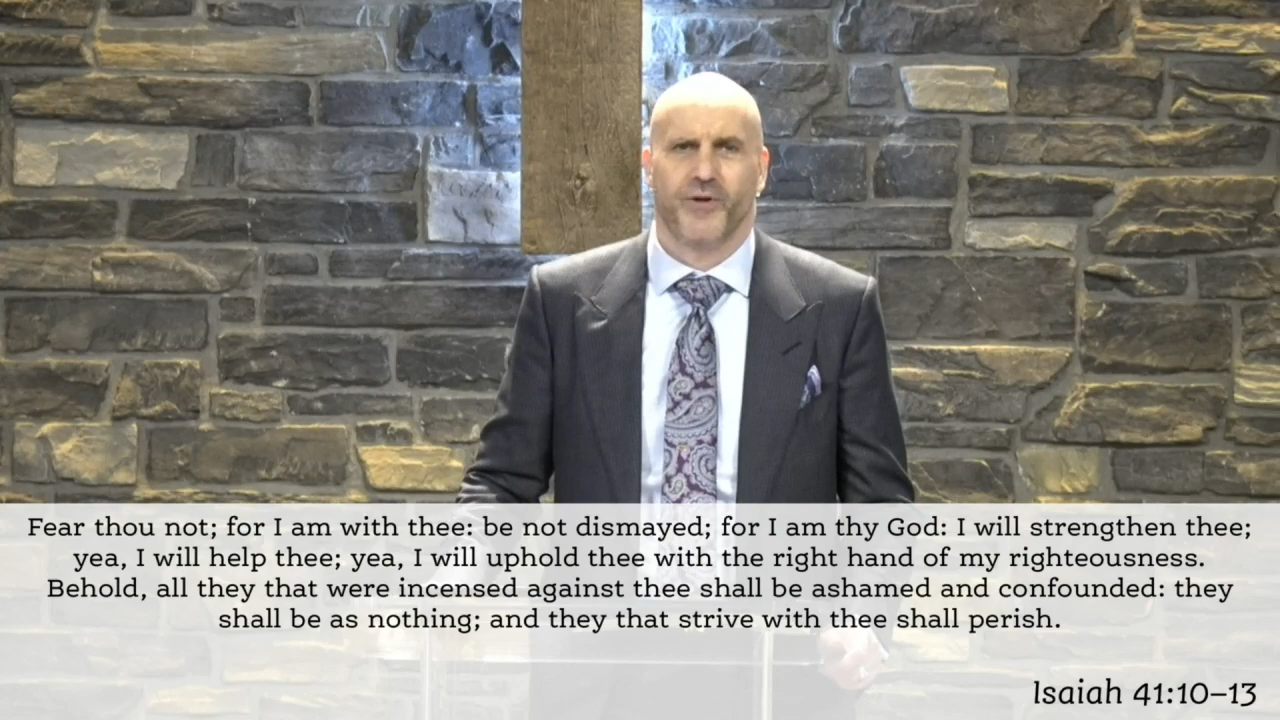 Fear thou not; for I am with thee: be not dismayed; for I am thy God: I will strengthen thee;
yea, I will help thee; yea, I will uphold thee with the right hand of my righteousness.
Behold, all they that were incensed against thee shall be ashamed and confounded: they
shall be as nothing; and they that strive with thee shall perish.
Isaiah 41:10–13